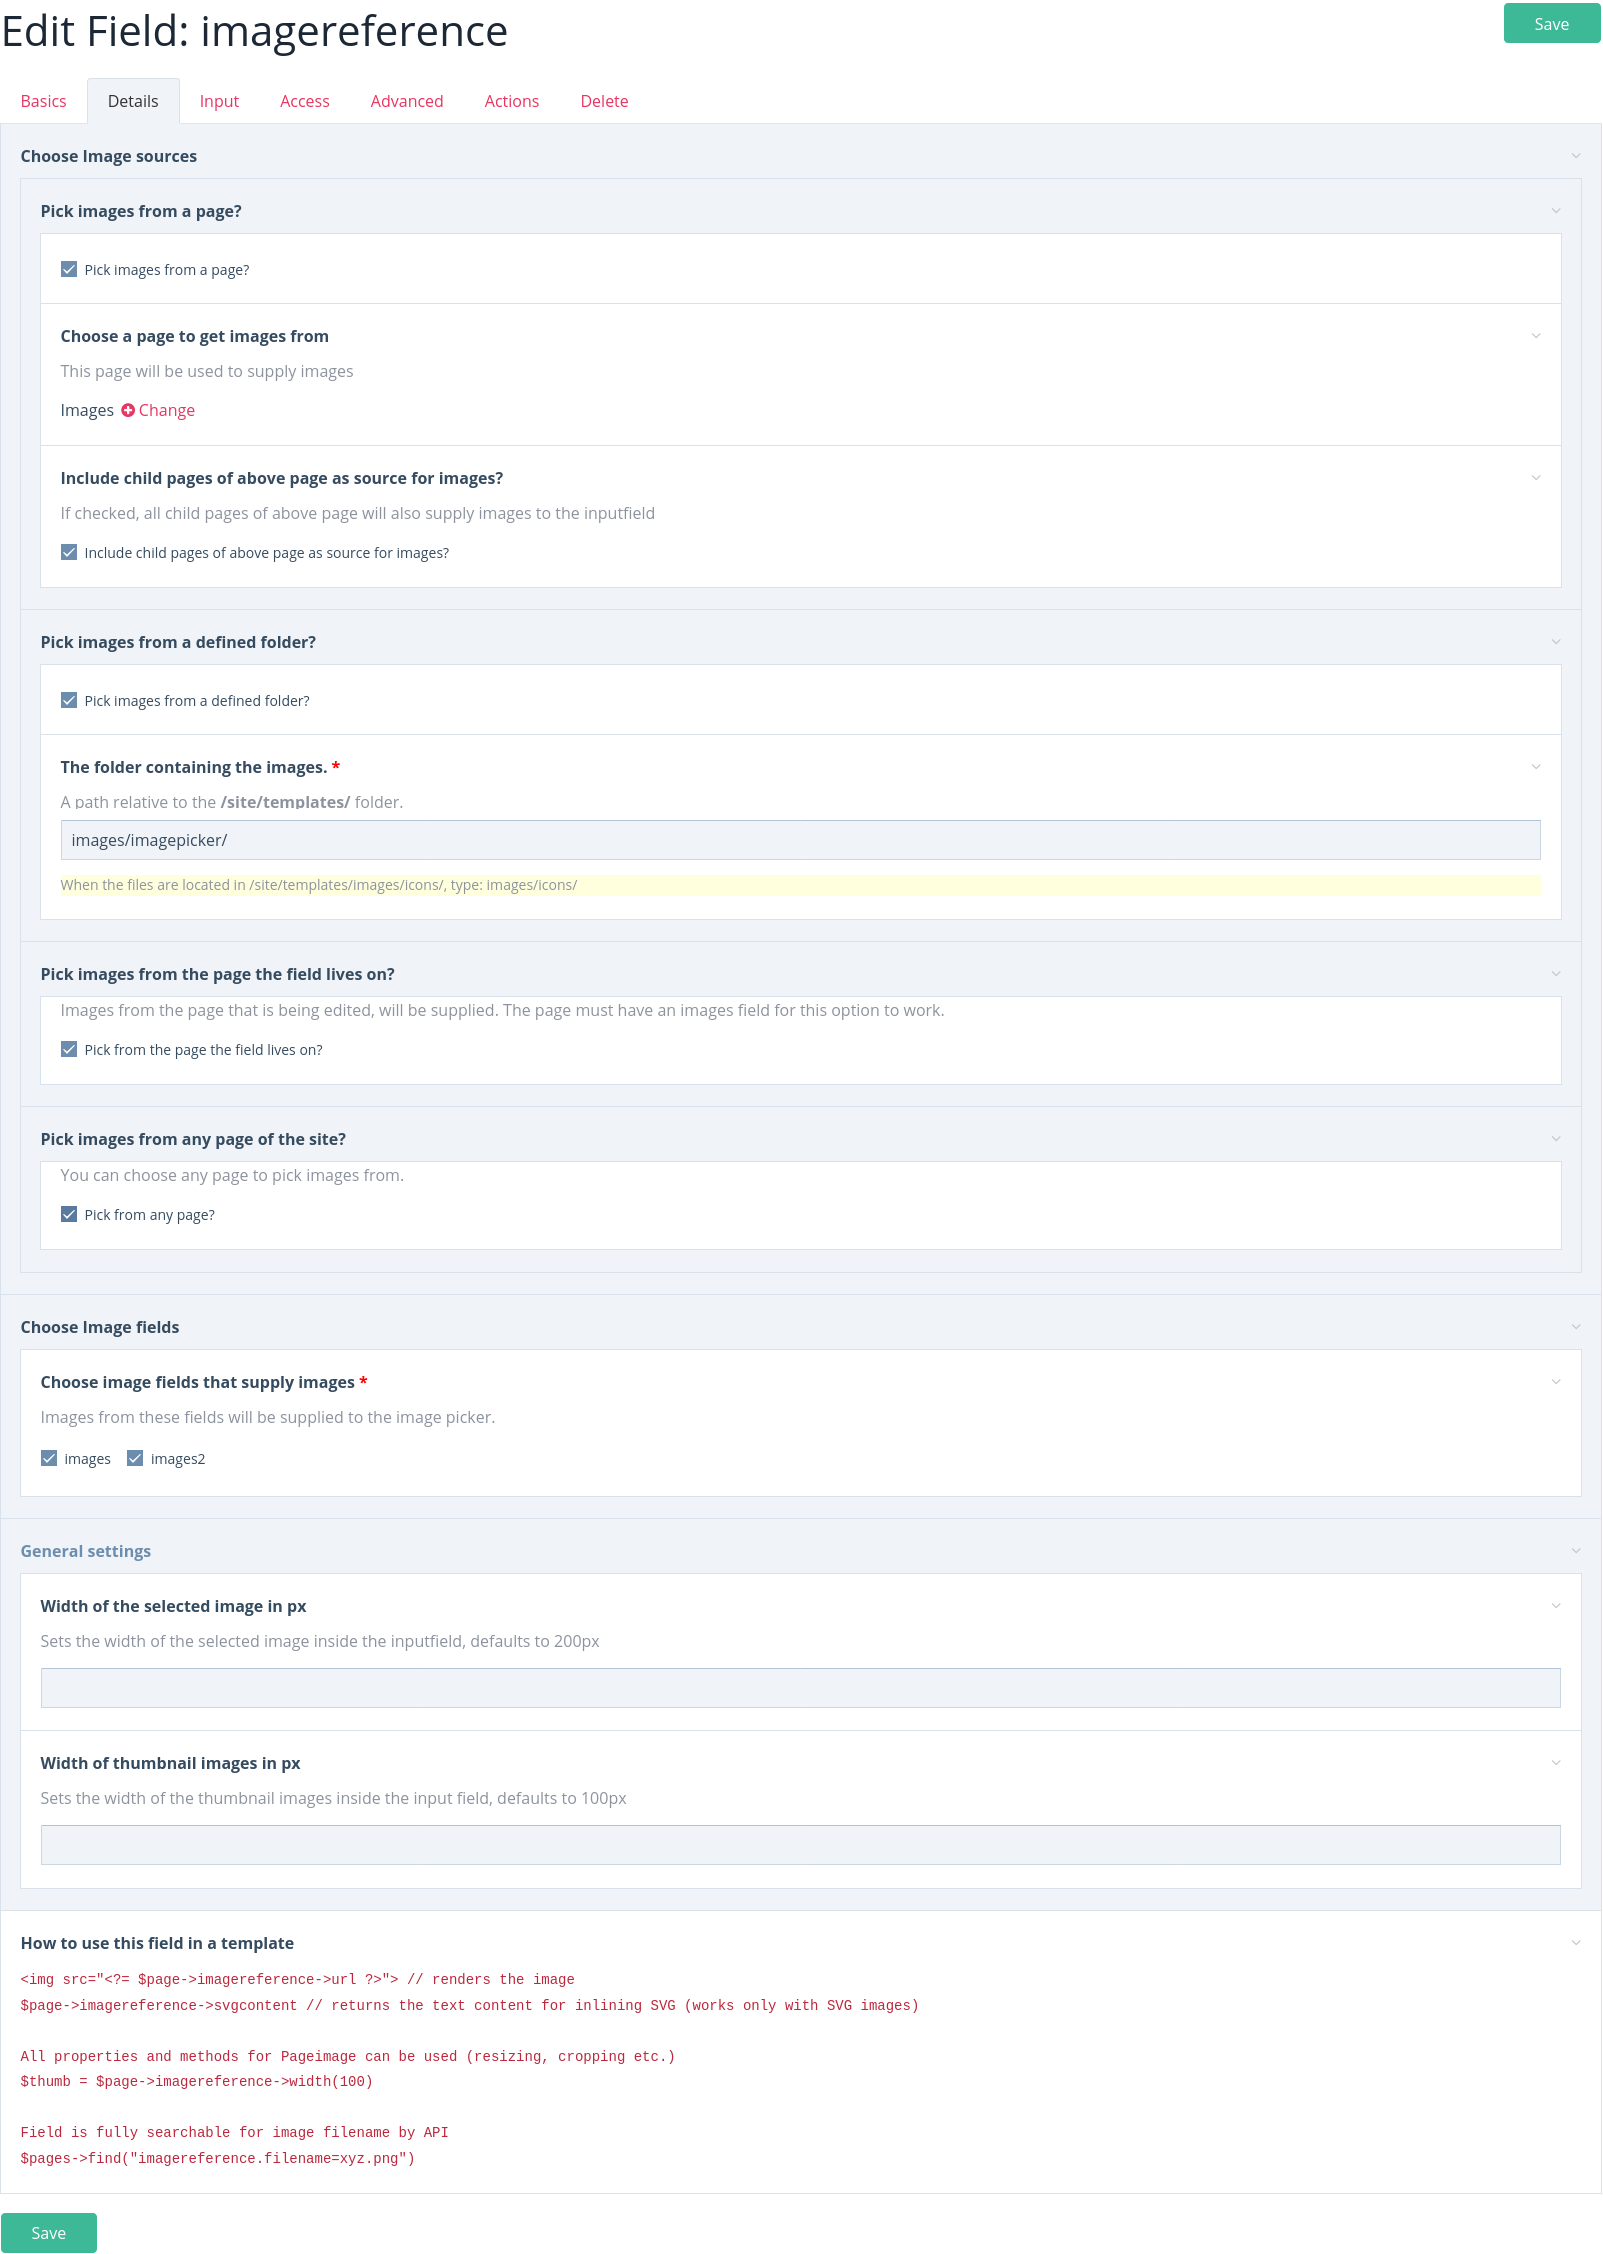 Edit Field: imagereference
Save
Basics Details Input Access Advanced Actions Delete
Choose Image sources
Pick images from a page?
Pick images from a page?
Choose a page to get images from
This page will be used to supply images
Images Change
Include child pages of above page as source for images?
If checked, all child pages of above page will also supply images to the inputfield
Include child pages of above page as source for images?
Pick images from a defined folder?
Pick images from a defined folder?
The folder containing the images. *
A path relative to the /site/templates/ folder.
images/imagepicker/
When the files are located in /site/templates/images/icons/, type: images/icons/
Pick images from the page the field lives on?
Images from the page that is being edited, will be supplied. The page must have an images field for this option to work.
Pick from the page the field lives on?
Pick images from any page of the site?
You can choose any page to pick images from.
Pick from any page?
Choose Image fields
Choose image fields that supply images *
Images from these fields will be supplied to the image picker.
images images2
General settings
Width of the selected image in px
Sets the width of the selected image inside the inputfield, defaults to 200px
Width of thumbnail images in px
Sets the width of the thumbnail images inside the input field, defaults to 100px
How to use this field in a template
<img src="<?= $page->imagereference->url ?>"> // renders the image
$page->imagereference->svgcontent // returns the text content for inlining SVG (works only with SVG images)
All properties and methods for Pageimage can be used (resizing, cropping etc.)
$thumb = $page->imagereference->width(100)
Field is fully searchable for image filename by API
$pages->find("imagereference.filename=xyz.png")
Save